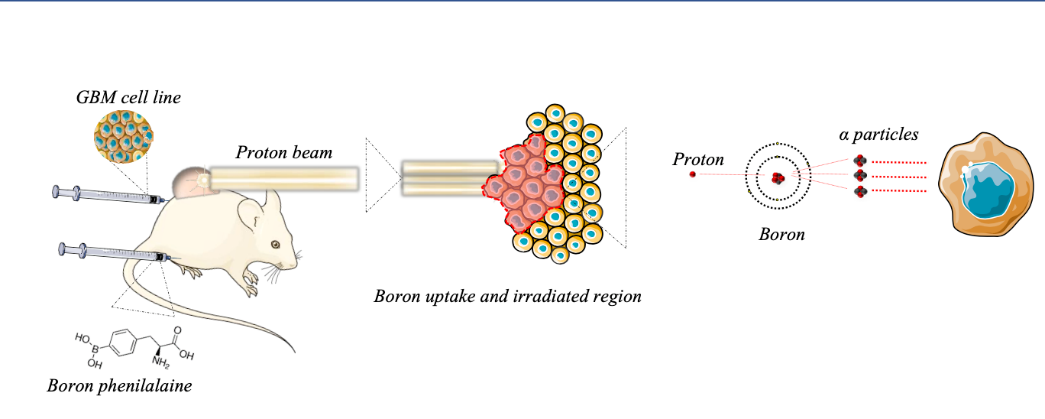 GBM cell line
Proton beam
Boron uptake and irradiated region
Proton
α particles
Boron
HO
B
OH
O
OH
NH₂
Boron phenilalaine